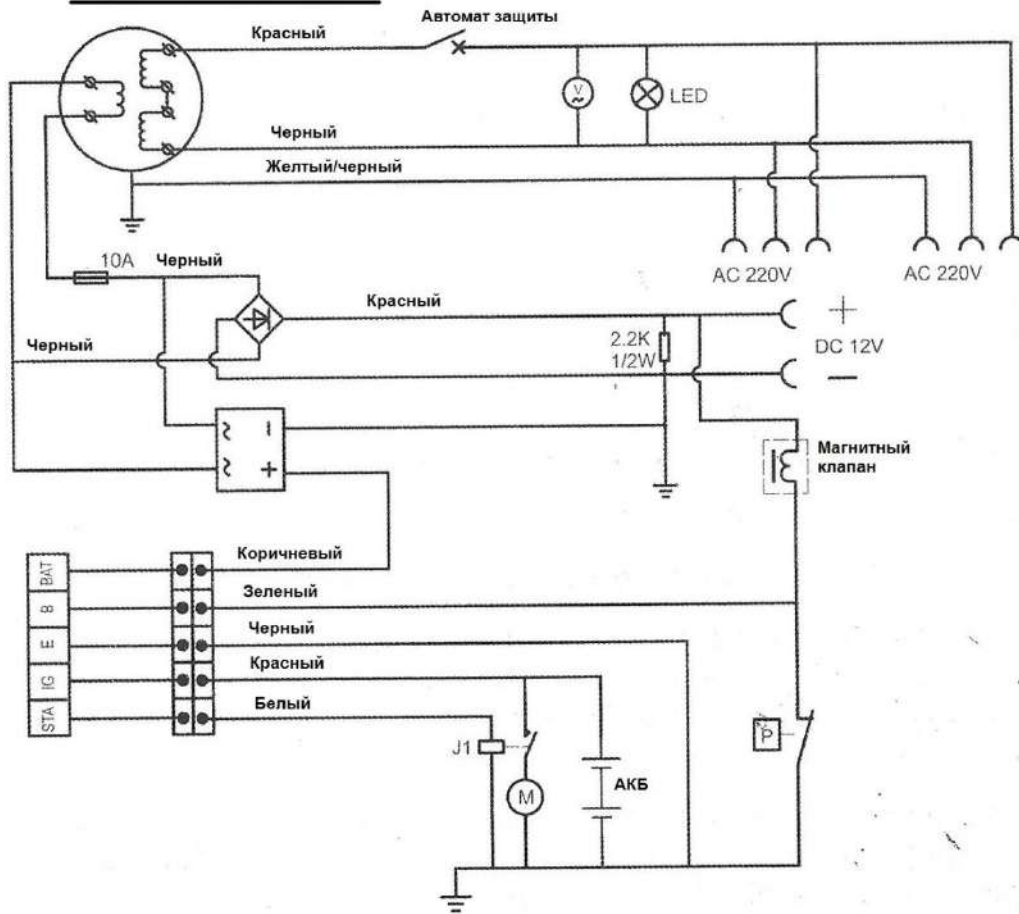 Автомат защиты
Красный
V
LED
Черный
Желтый/черный
10A
Черный
AC 220V
AC 220V
Красный
+
Черный
2.2K
1/2W
DC 12V
−
~ −
~ +
Магнитный
клапан
BAT
Коричневый
B
Зеленый
E
Черный
IG
Красный
STA
Белый
P
J1
M
АКБ